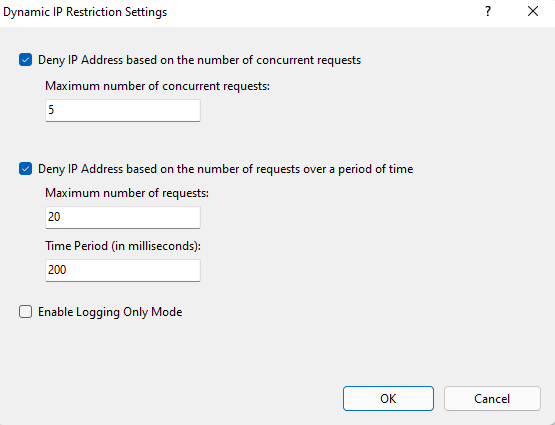 Dynamic IP Restriction Settings
?
Deny IP Address based on the number of concurrent requests
Maximum number of concurrent requests:
5
Deny IP Address based on the number of requests over a period of time
Maximum number of requests:
20
Time Period (in milliseconds):
200
Enable Logging Only Mode
OK Cancel